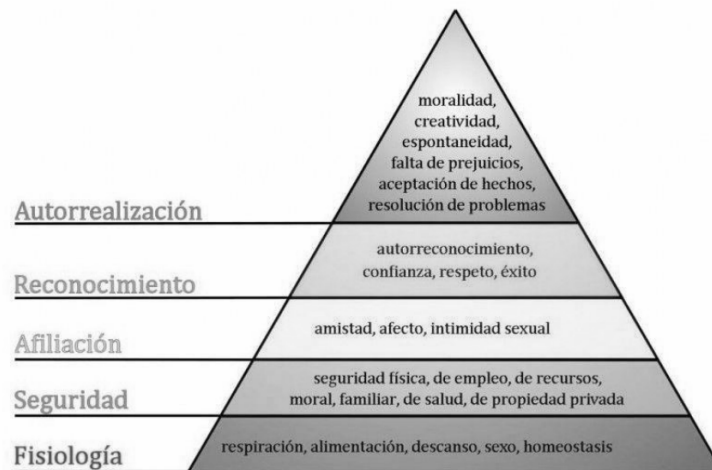 moralidad,
creatividad,
espontaneidad,
falta de prejuicios,
aceptación de hechos,
resolución de problemas
Autorrealización
autorreconocimiento,
confianza, respeto, éxito
Reconocimiento
amistad, afecto, intimidad sexual
Afiliación
seguridad física, de empleo, de recursos,
moral, familiar, de salud, de propiedad privada
Seguridad
respiración, alimentación, descanso, sexo, homeostasis
Fisiología